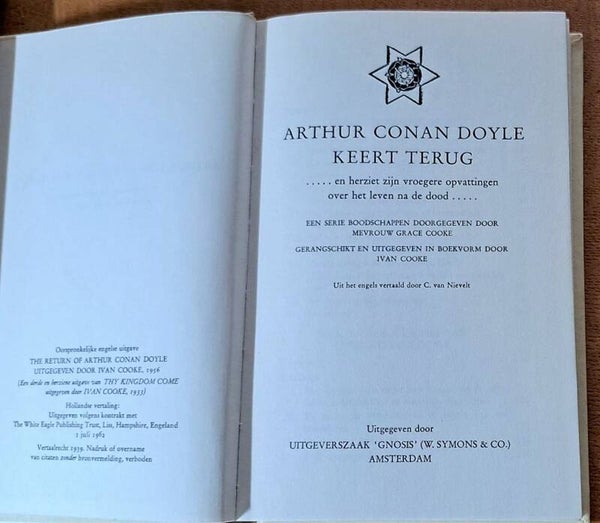 Oorspronkelijke engelse uitgave
THE RETURN OF ARTHUR CONAN DOYLE
UITGEGEVEN DOOR IVAN COOKE, 1956
(Een derde en herziene uitgave van THY KINGDOM COME
uitgegeven door IVAN COOKE, 1933)
Hollandse vertaling:
Uitgegeven volgens kontrakt met
The White Eagle Publishing Trust, Liss, Hampshire, Engeland
1 juli 1962
Vertaalrecht 1939. Nadruk of overname
van citaten zonder bronvermelding, verboden
ARTHUR CONAN DOYLE
KEERT TERUG
. . . . . en herziet zijn vroegere opvattingen
over het leven na de dood . . . . .
EEN SERIE BOODSCHAPPEN DOORGEGEVEN DOOR
MEVROUW GRACE COOKE
GERANGSCHIKT EN UITGEGEVEN IN BOEKVORM DOOR
IVAN COOKE
Uit het engels vertaald door C. van Nievelt
Uitgegeven door
UITGEVERSZAAK 'GNOSIS' (W. SYMONS & CO.)
AMSTERDAM